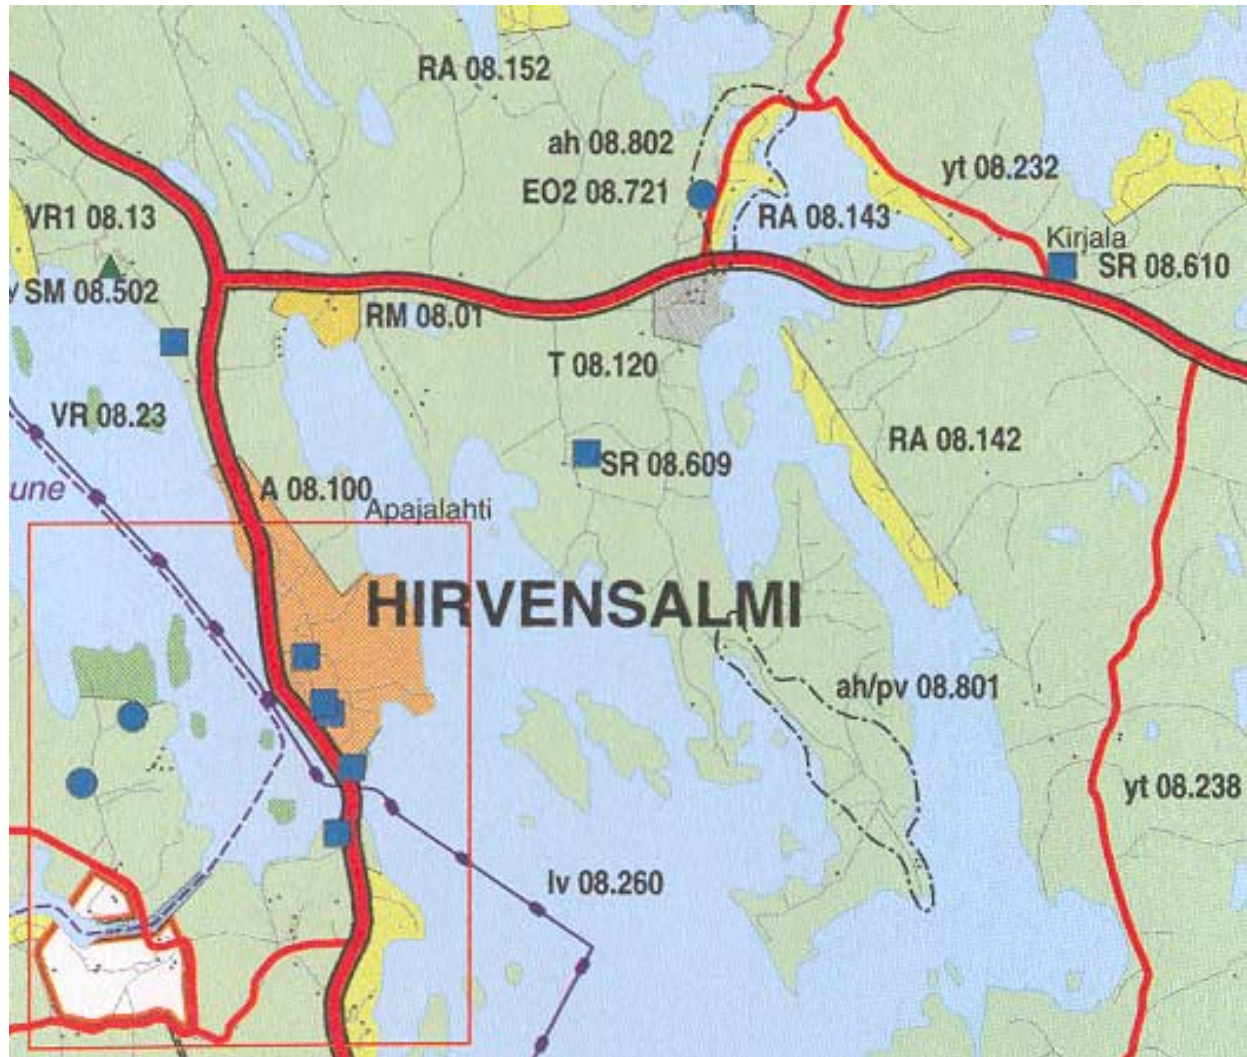 RA 08.152
ah 08.802
yt 08.232
EO2 08.721
VR1 08.13
RA 08.143
Kirjala
SR 08.610
SM 08.502
RM 08.01
T 08.120
VR 08.23
RA 08.142
SR 08.609
une
A 08.100
Apajalahti
HIRVENSALMI
ah/pv 08.801
yt 08.238
lv 08.260